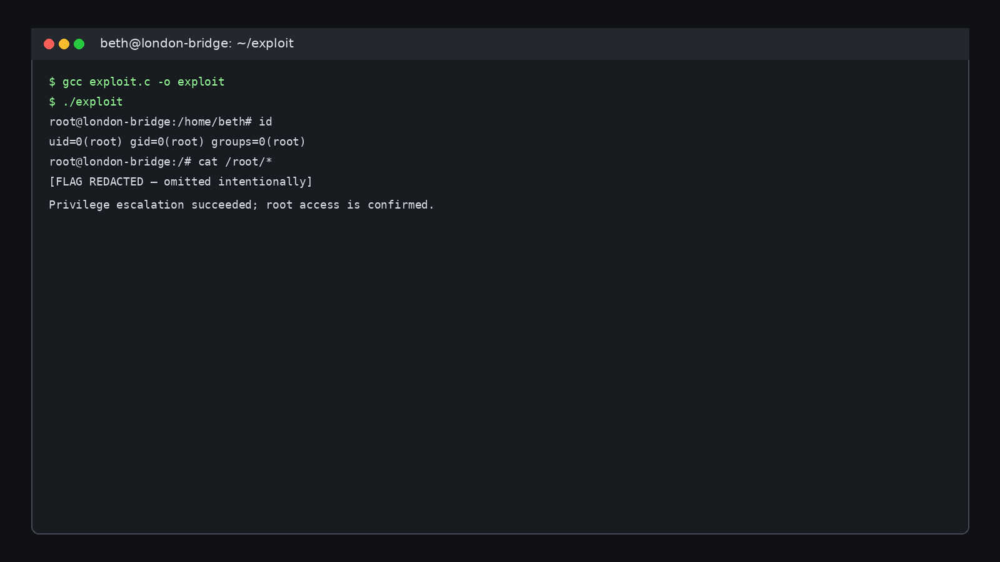 beth@london-bridge: ~/exploit
$ gcc exploit.c -o exploit
$ ./exploit
root@london-bridge:/home/beth# id
uid=0(root) gid=0(root) groups=0(root)
root@london-bridge:/# cat /root/*
[FLAG REDACTED — omitted intentionally]
Privilege escalation succeeded; root access is confirmed.